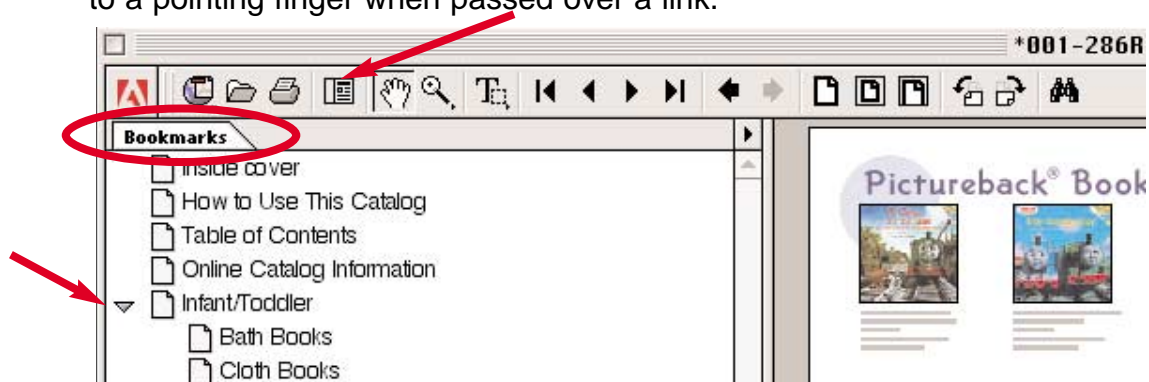 to a pointing finger when passed over a link.
*001-286R
Bookmarks
Inside cover
How to Use This Catalog
Table of Contents
Online Catalog Information
Infant/Toddler
Bath Books
Cloth Books
Pictureback® Book